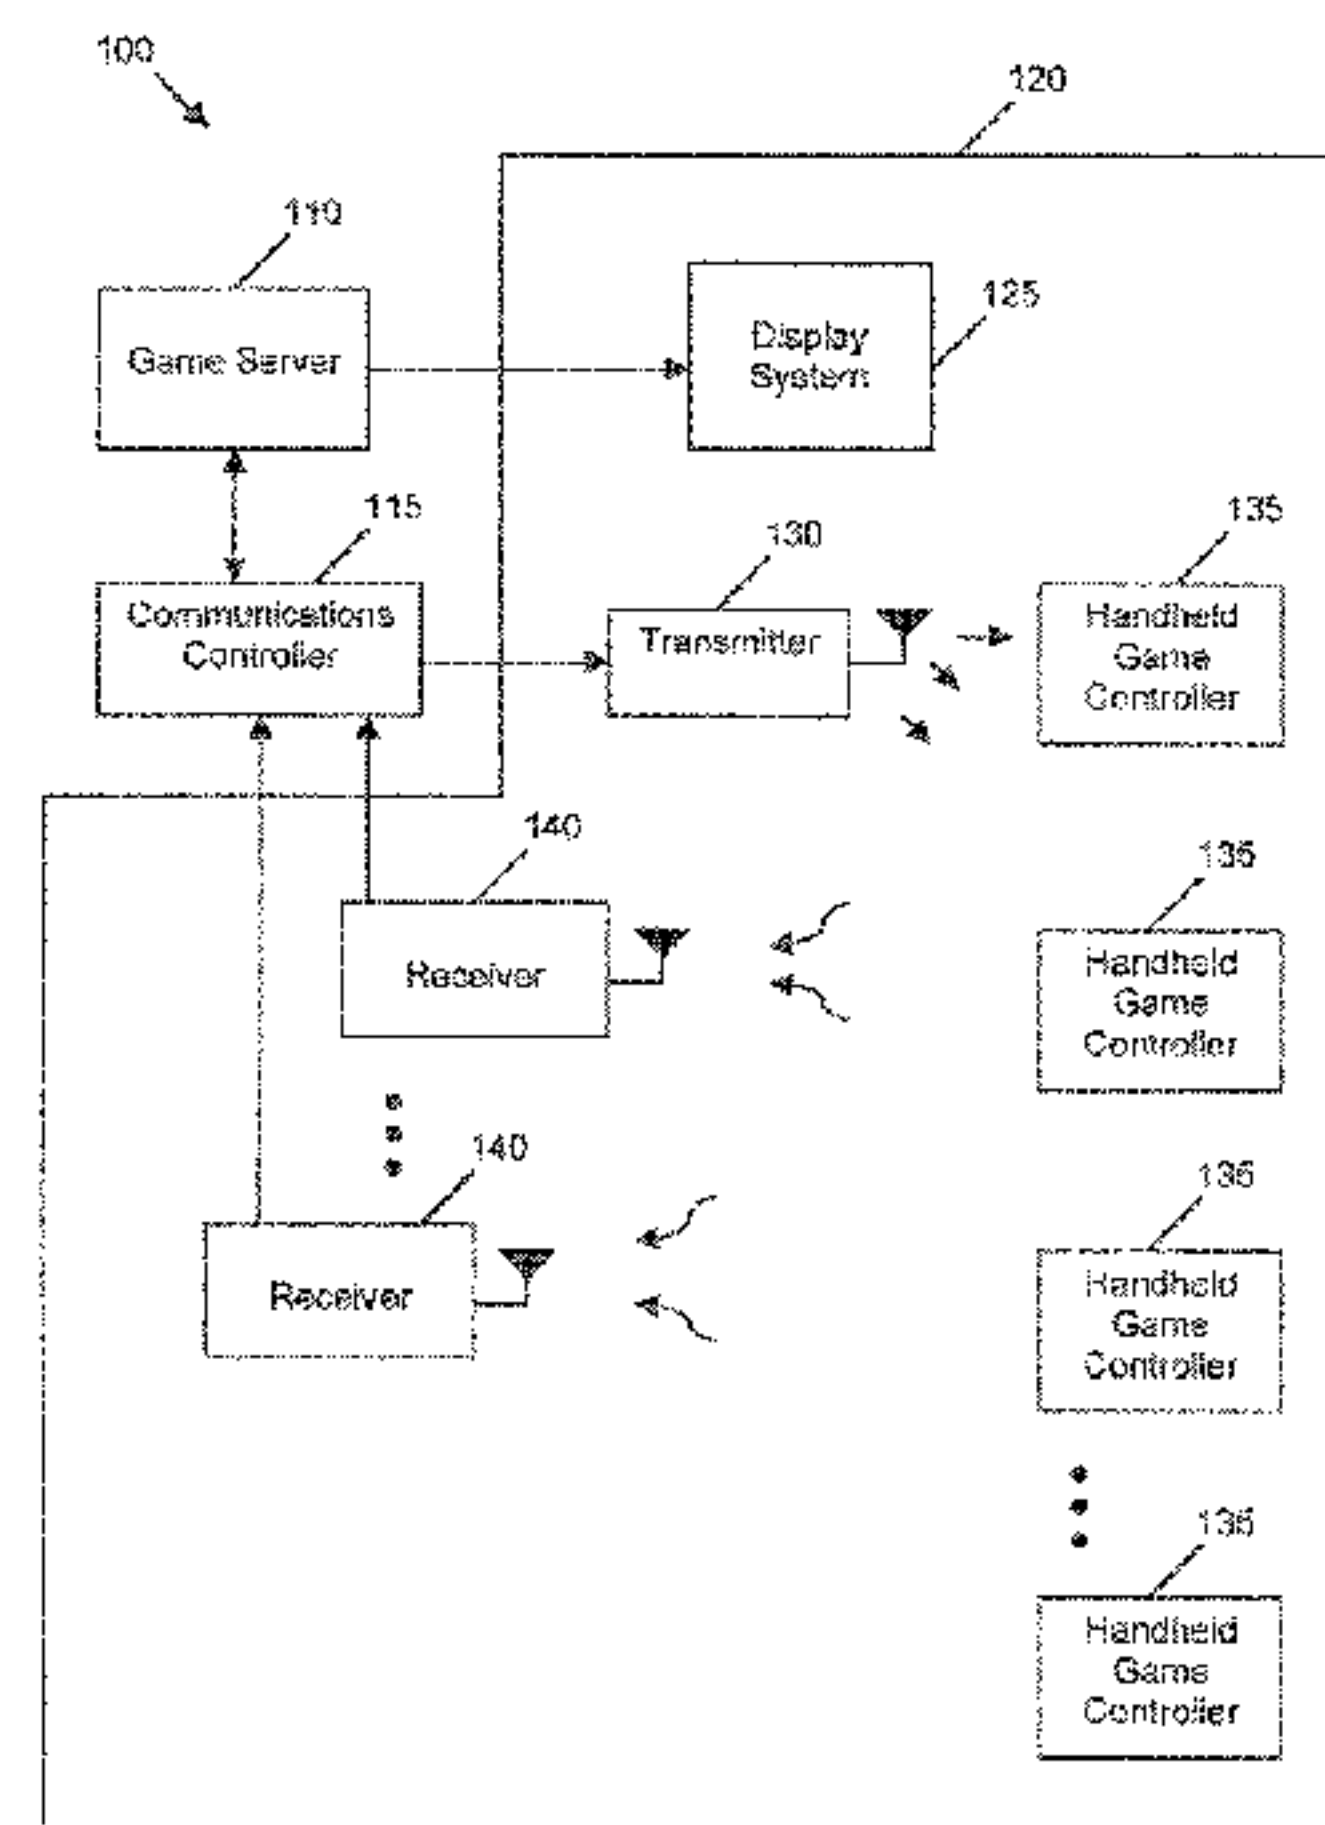 100
120
110
Game Server
Display
System
125
115
Communications
Controller
130
Transmitter
135
Handheld
Game
Controller
140
Receiver
135
Handheld
Game
Controller
140
Receiver
135
Handheld
Game
Controller
135
Handheld
Game
Controller